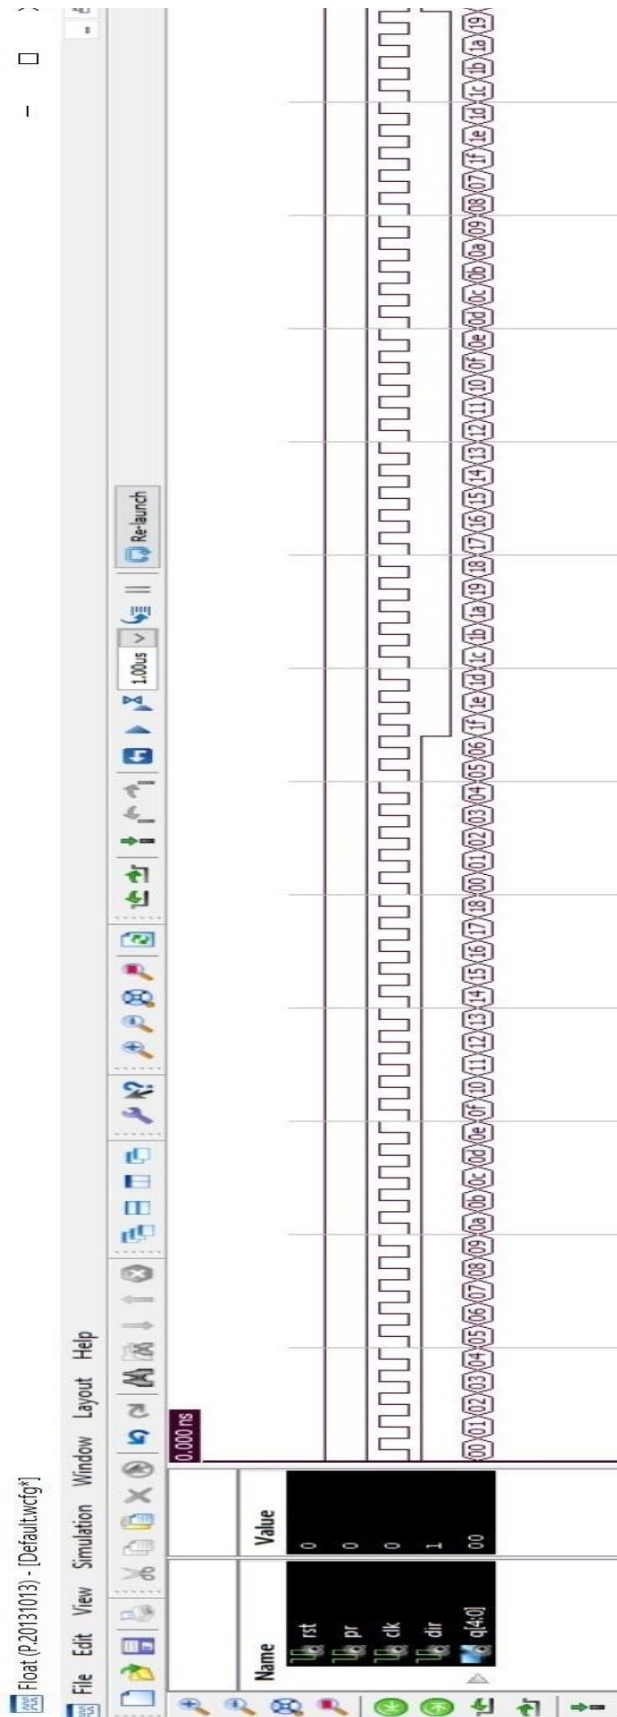 Float (P.20131013) - [Default.wcfg*]
File Edit View Simulation Window Layout Help
1.00us Re-launch
0.000 ns
Name Value
rst 0
pr 0
clk 0
dir 1
q[4:0] 00 00 01 02 03 04 05 06 07 08 09 0a 0b 0c 0d 0e 0f 10 11 12 13 14 15 16 17 18 00 01 02 03 04 05 06 1f 1e 1d 1c 1b 1a 19 18 17 16 15 14 13 12 11 10 0f 0e 0d 0c 0b 0a 09 08 07 1f 1e 1d 1c 1b 1a 19